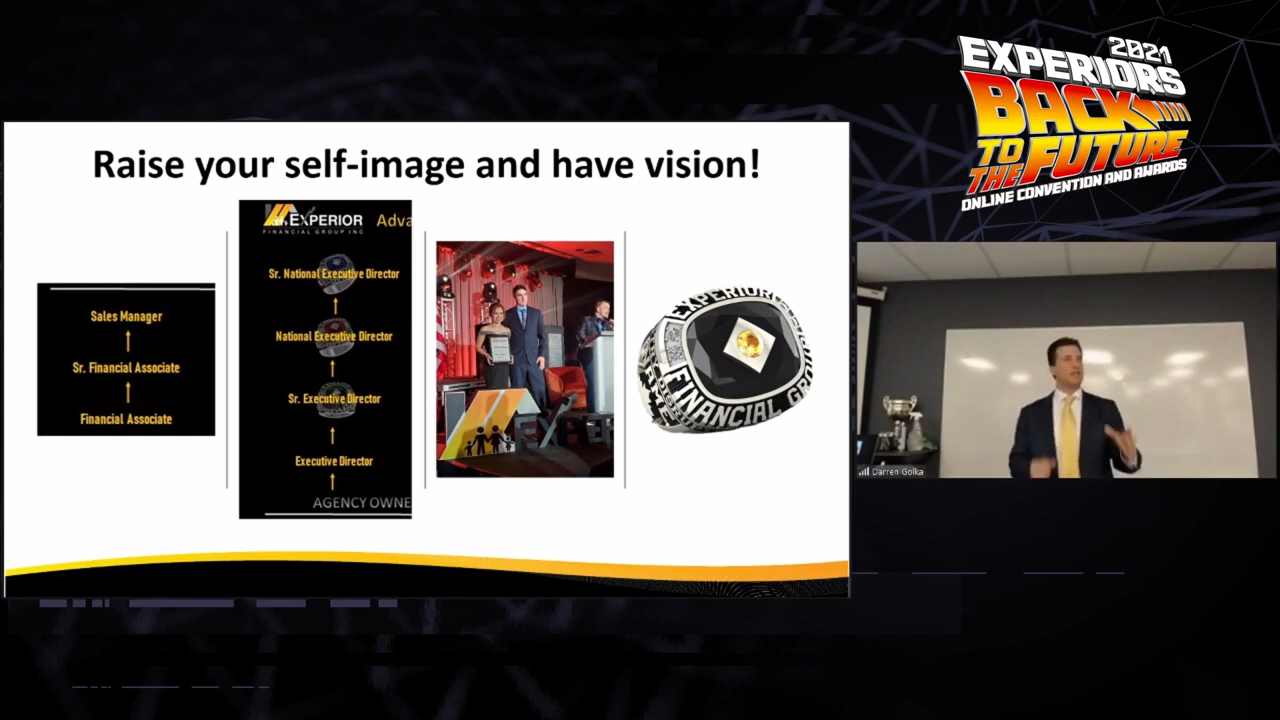 2021
EXPERIORS
BACK
TO
THE FUTURE
ONLINE CONVENTION AND AWARDS
Raise your self-image and have vision!
Sales Manager
Sr. Financial Associate
Financial Associate
EXPERIOR
FINANCIAL GROUP INC
Adva
Sr. National Executive Director
National Executive Director
Sr. Executive Director
Executive Director
AGENCY OWNE
EXPER
EXPERIOR
FINANCIAL GROU
Darren Golka